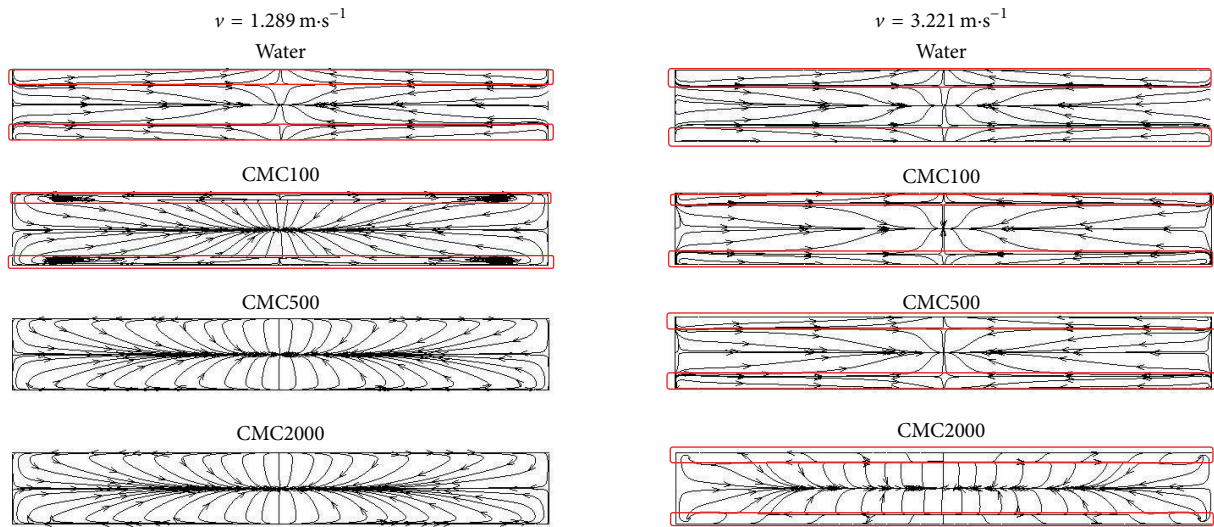 ν = 1.289 m·s⁻¹
Water
CMC100
CMC500
CMC2000
ν = 3.221 m·s⁻¹
Water
CMC100
CMC500
CMC2000